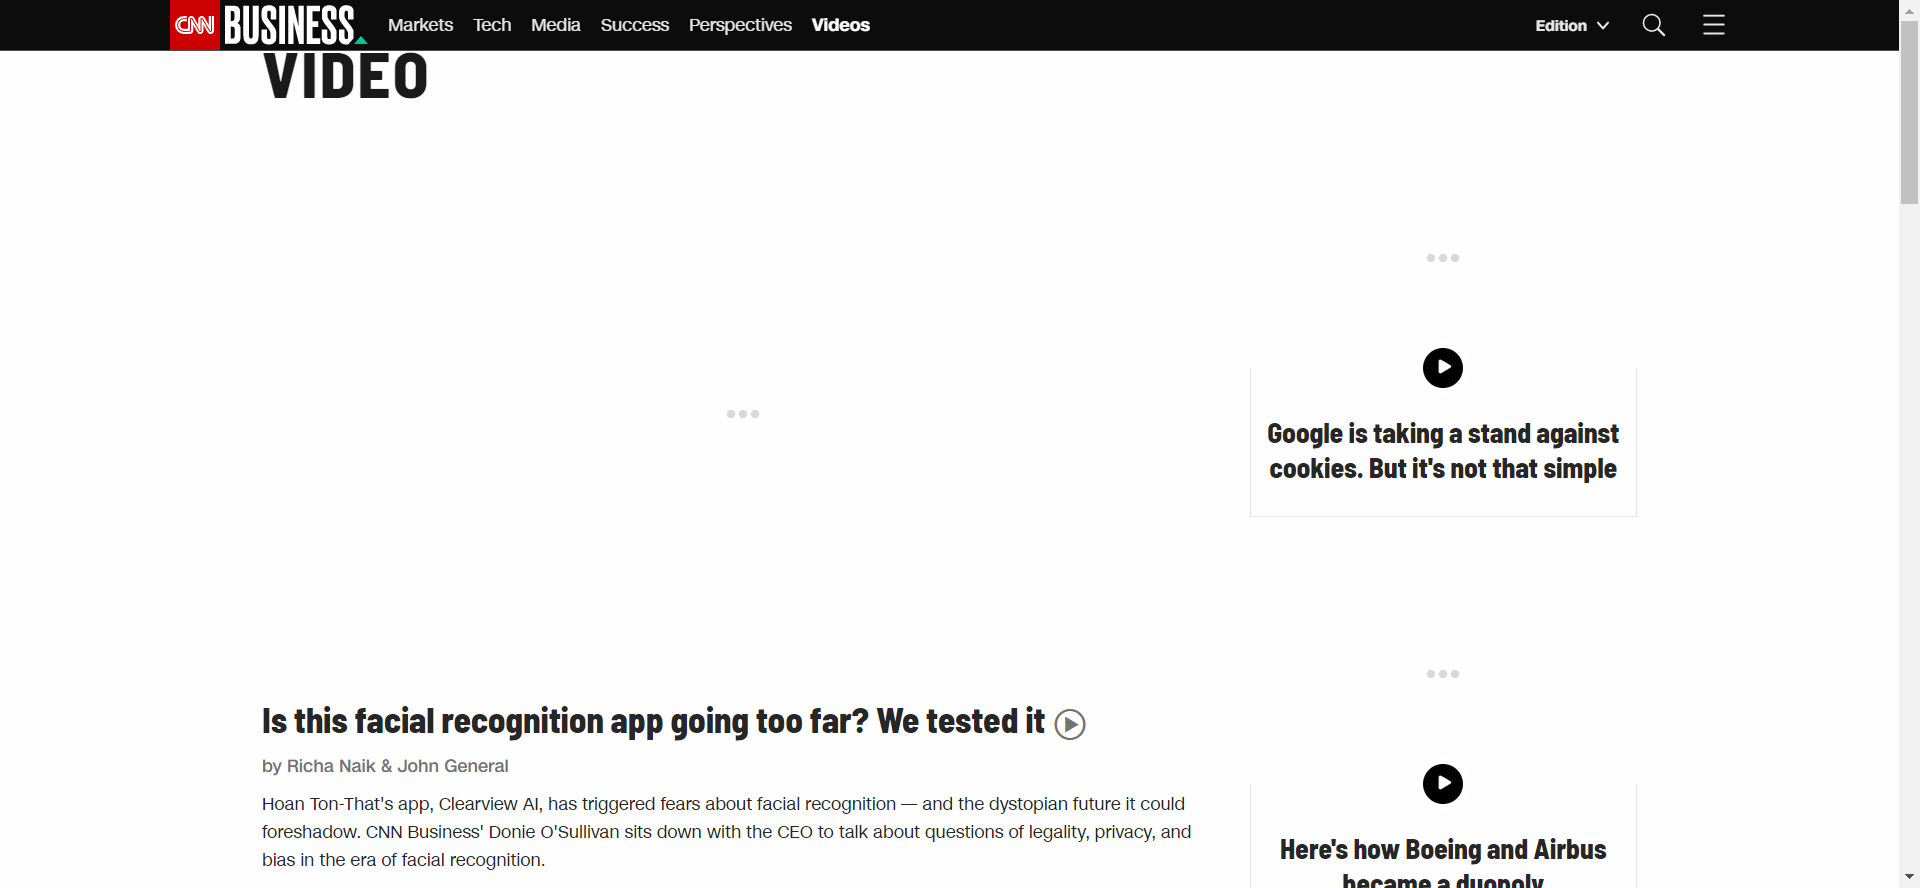 CNN BUSINESS Markets Tech Media Success Perspectives Videos Edition
VIDEO
Is this facial recognition app going too far? We tested it
by Richa Naik & John General
Hoan Ton-That's app, Clearview AI, has triggered fears about facial recognition — and the dystopian future it could
foreshadow. CNN Business' Donie O'Sullivan sits down with the CEO to talk about questions of legality, privacy, and
bias in the era of facial recognition.
Google is taking a stand against
cookies. But it's not that simple
Here's how Boeing and Airbus
became a duopoly